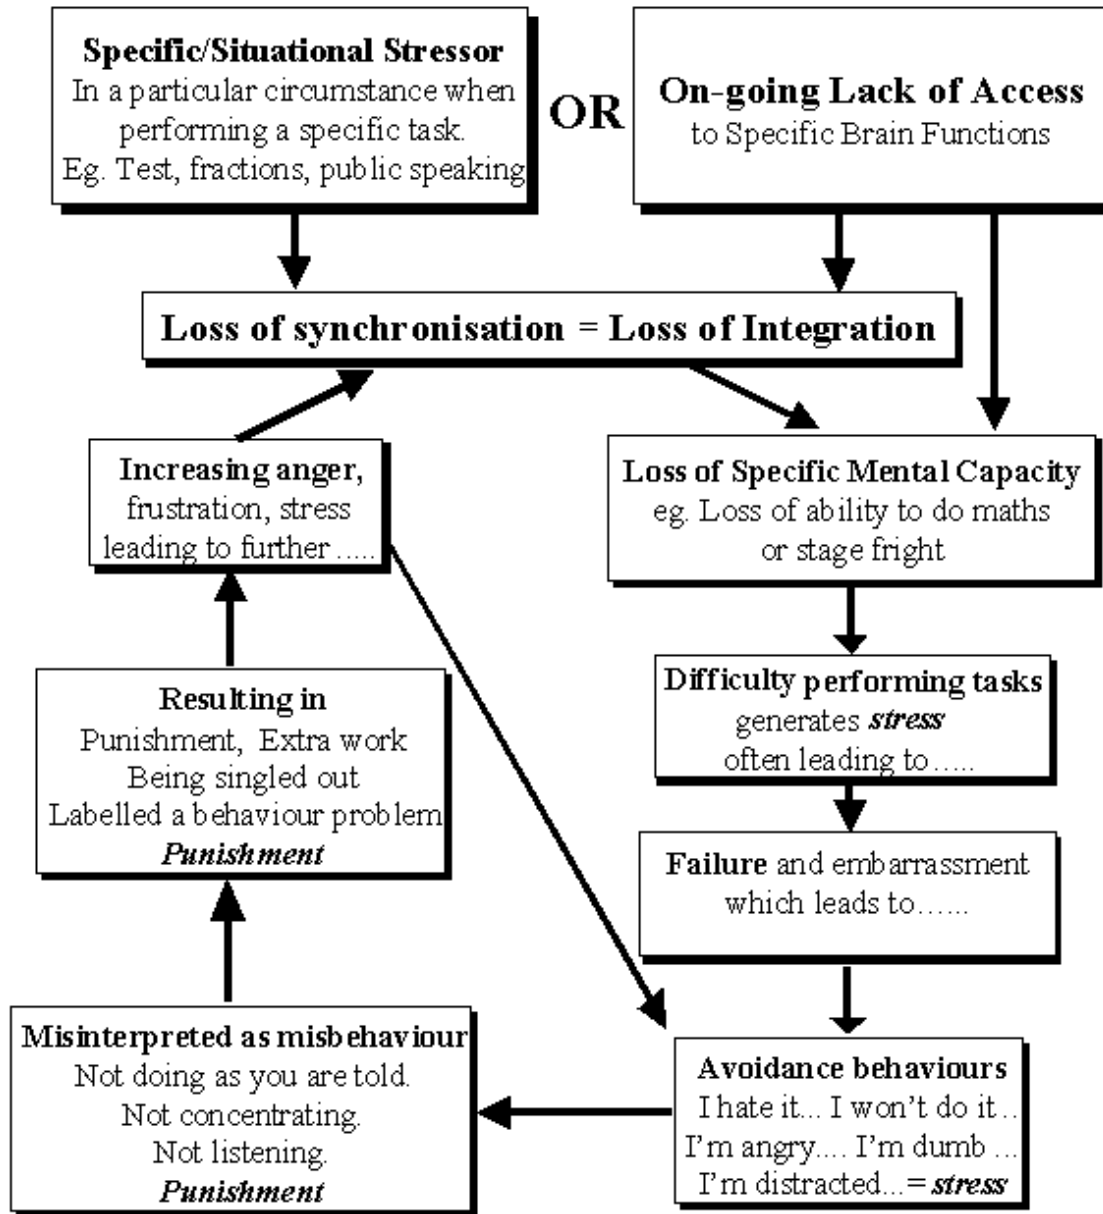 Specific/Situational Stressor
In a particular circumstance when
performing a specific task.
Eg. Test, fractions, public speaking
OR
On-going Lack of Access
to Specific Brain Functions
Loss of synchronisation = Loss of Integration
Increasing anger,
frustration, stress
leading to further .....
Loss of Specific Mental Capacity
eg. Loss of ability to do maths
or stage fright
Resulting in
Punishment, Extra work
Being singled out
Labelled a behaviour problem
Punishment
Difficulty performing tasks
generates stress
often leading to .....
Failure and embarrassment
which leads to......
Misinterpreted as misbehaviour
Not doing as you are told.
Not concentrating.
Not listening.
Punishment
Avoidance behaviours
I hate it... I won't do it ..
I'm angry.... I'm dumb ...
I'm distracted...= stress